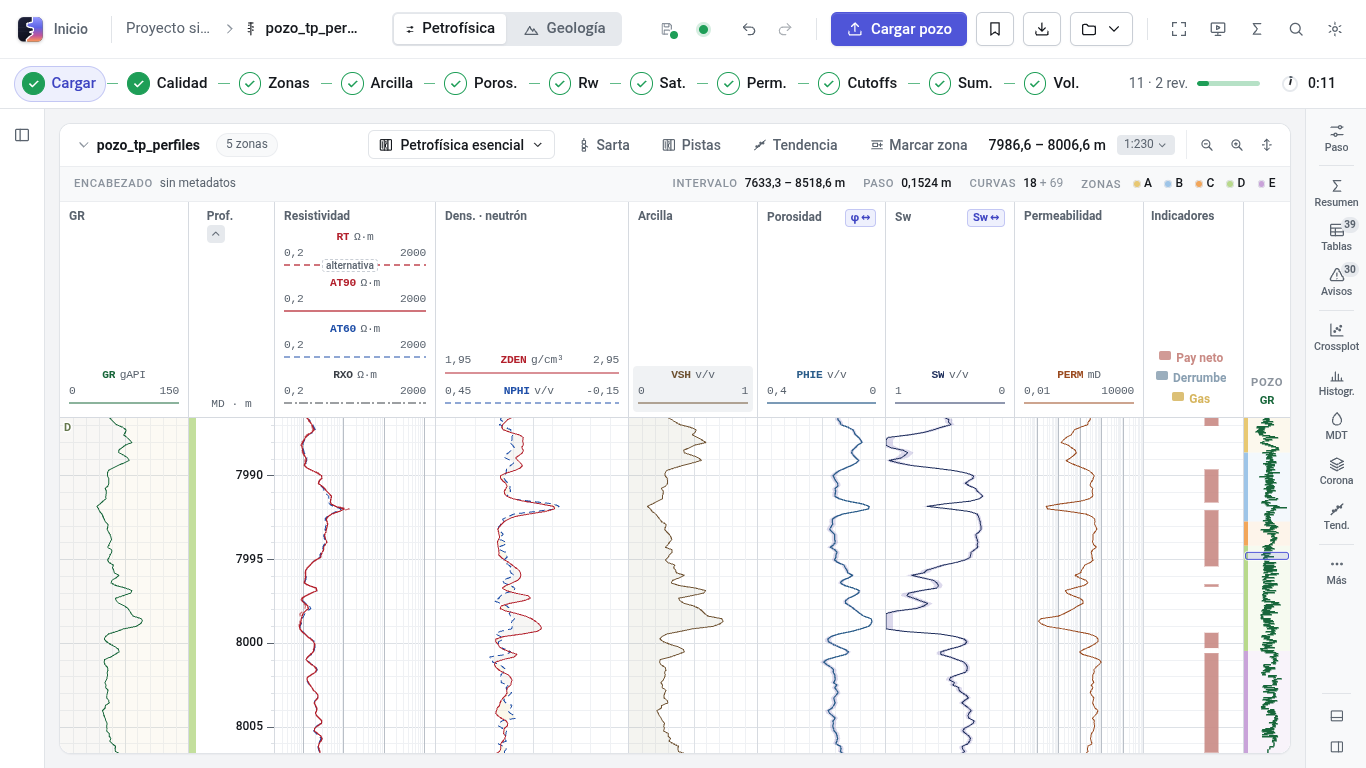 Inicio
Proyecto si...
pozo_tp_per...
Petrofísica
Geología
Cargar pozo
Cargar
Calidad
Zonas
Arcilla
Poros.
Rw
Sat.
Perm.
Cutoffs
Sum.
Vol.
11 · 2 rev.
0:11
pozo_tp_perfiles
5 zonas
Petrofísica esencial
Sarta
Pistas
Tendencia
Marcar zona
7986,6 – 8006,6 m
1:230
ENCABEZADO sin metadatos
INTERVALO 7633,3 – 8518,6 m
PASO 0,1524 m
CURVAS 18 + 69
ZONAS A B C D E
GR
Prof.
Resistividad
Dens. · neutrón
Arcilla
Porosidad
φ↔
Sw
Sw↔
Permeabilidad
Indicadores
RT Ω·m
0,2 2000
alternativa
AT90 Ω·m
0,2 2000
AT60 Ω·m
0,2 2000
RXO Ω·m
0,2 2000
GR gAPI
0 150
MD · m
1,95 ZDEN g/cm³ 2,95
NPHI v/v
0,45 -0,15
VSH v/v
0 1
PHIE v/v
0,4 0
SW v/v
1 0
PERM mD
0,01 10000
Pay neto
Derrumbe
Gas
POZO
GR
D
7990
7995
8000
8005
Paso
Resumen
39
Tablas
30
Avisos
Crossplot
Histogr.
MDT
Corona
Tend.
Más